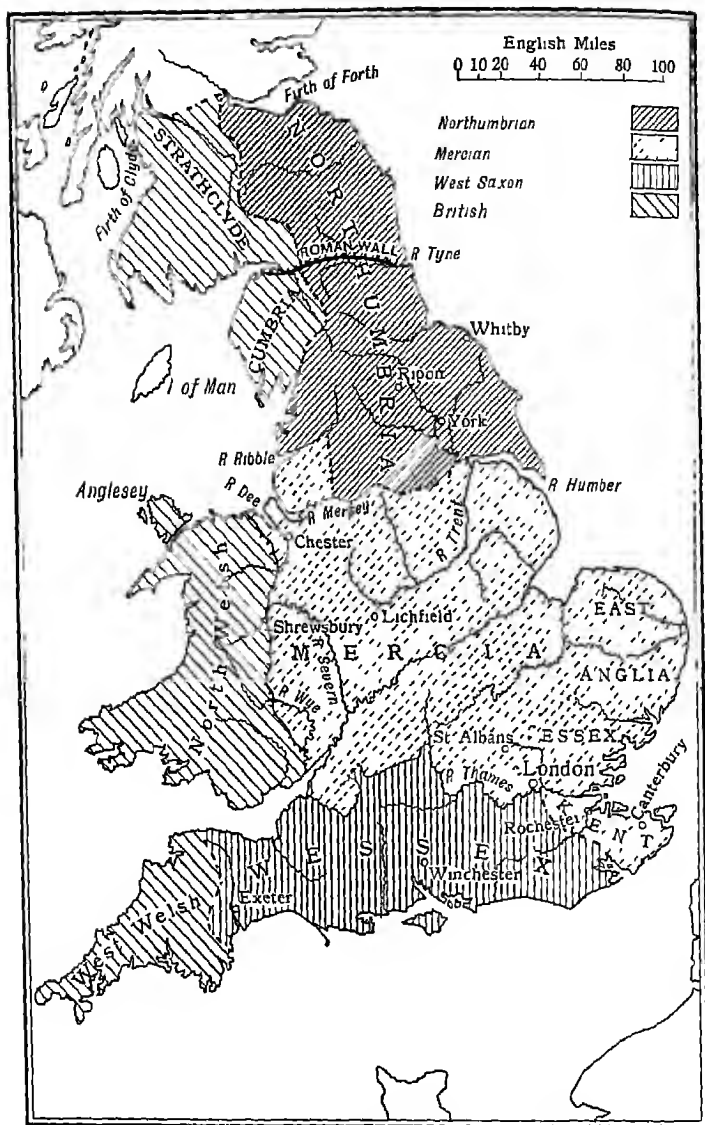 English Miles
0 10 20 40 60 100
Northumbrian
Mercian
West Saxon
British
Firth of Forth
STRATHCLYDE
Firth of Clyde
NORTHUMBRIA
ROMAN WALL
R Tyne
CUMBRIA
Whitby
Ripon
I of Man
York
R Ribble
R Humber
Anglesey
R Dee
R Mersey
R Trent
Chester
North Welsh
Lichfield
Shrewsbury
EAST
ANGLIA
MERCIA
R Severn
R Wye
St Albans
ESSEX
R Thames
London
Canterbury
Rochester
KENT
WESSEX
Winchester
Exeter
West Welsh